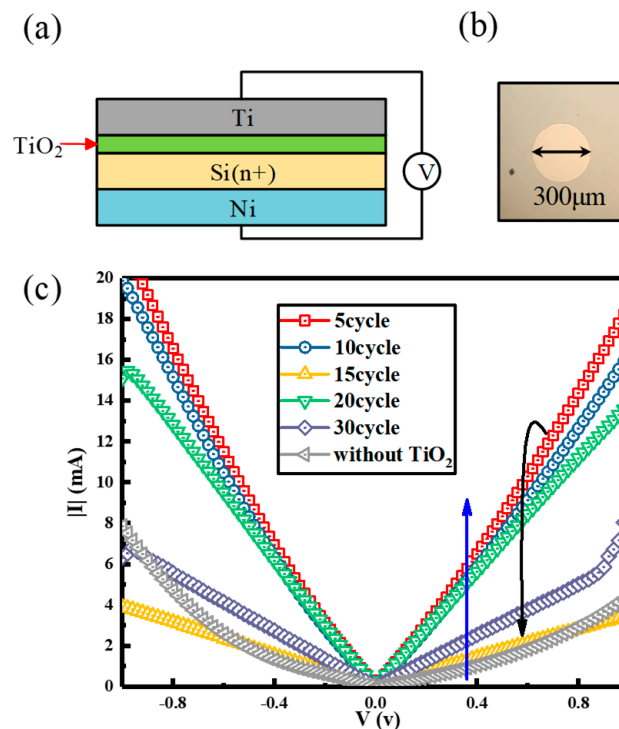 (a)
(b)
Ti
TiO₂
Si(n+)
V
Ni
300μm
(c)
20
18
16
14
12
10
8
6
4
2
0
|I| (mA)
5cycle
10cycle
15cycle
20cycle
30cycle
without TiO₂
-0.8 -0.4 0.0 0.4 0.8
V (v)